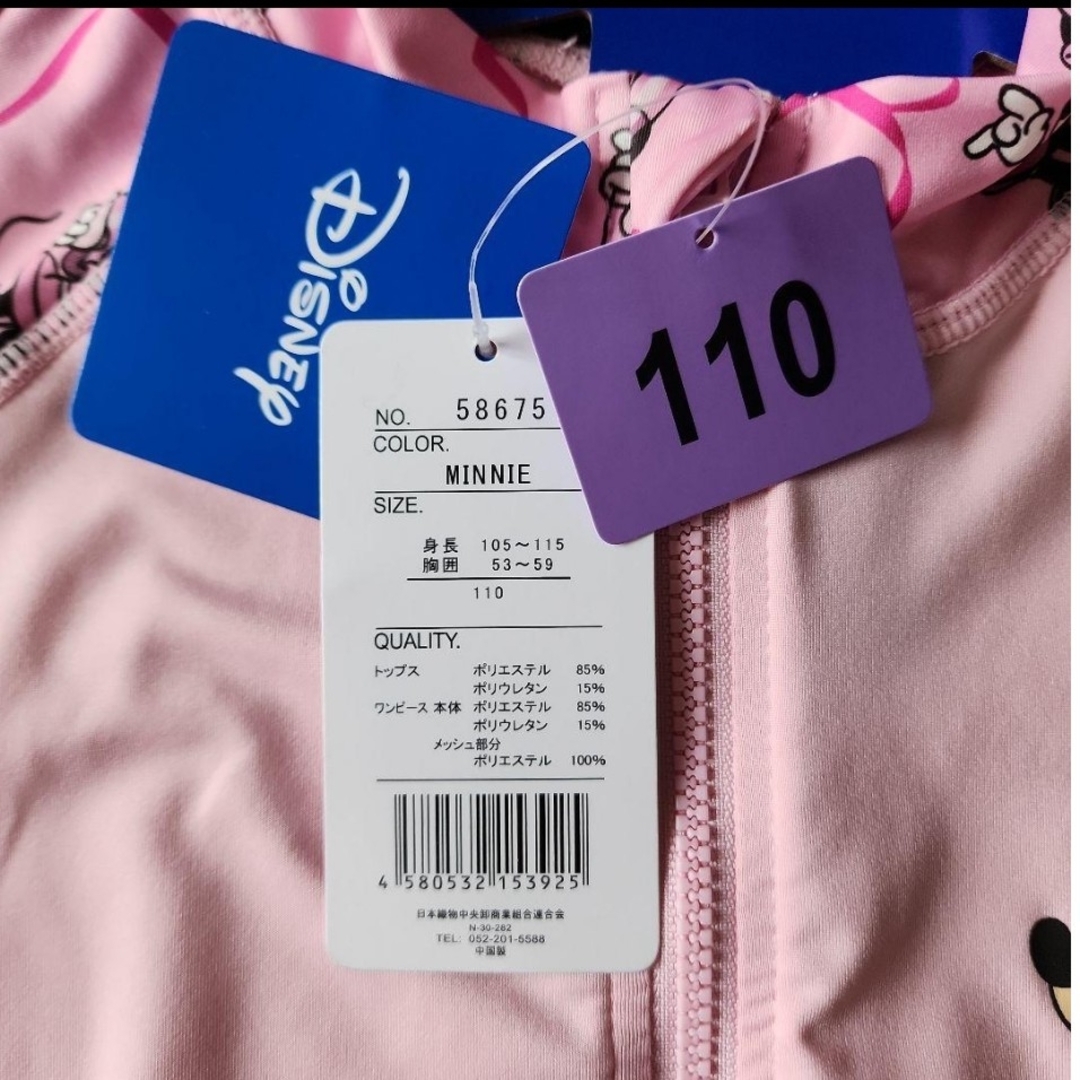 Disney
110
NO. 58675
COLOR.
MINNIE
SIZE.
身長 105~115
胸囲 53~59
110
QUALITY.
トップス ポリエステル 85%
ポリウレタン 15%
ワンピース 本体 ポリエステル 85%
ポリウレタン 15%
メッシュ部分
ポリエステル 100%
4 580532 153925
日本織物中央卸商業組合連合会
N-30-282
TEL: 052-201-5588
中国製